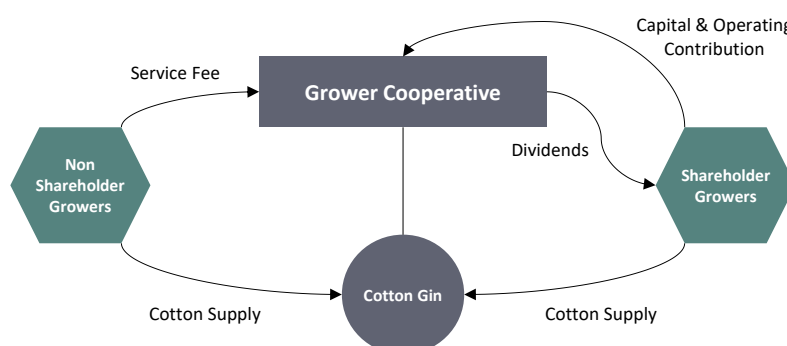 Capital & Operating
Contribution
Service Fee
Grower Cooperative
Dividends
Non
Shareholder
Growers
Shareholder
Growers
Cotton Gin
Cotton Supply
Cotton Supply